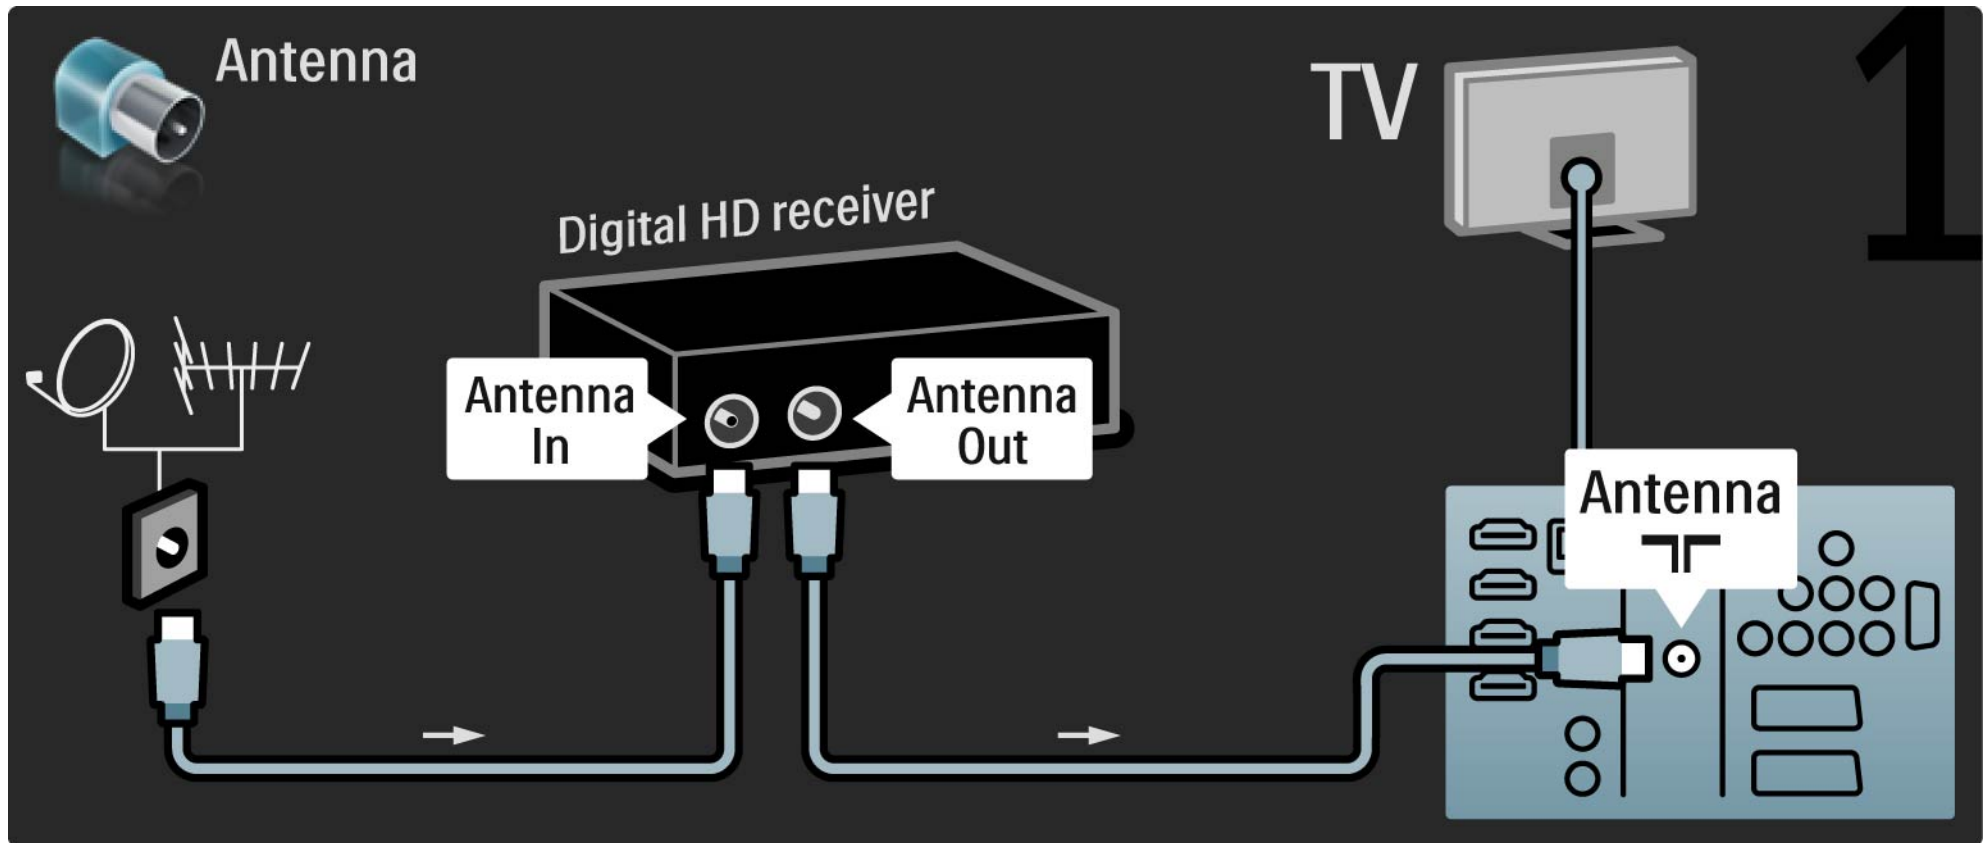 Antenna
TV
1
Digital HD receiver
Antenna
In
Antenna
Out
Antenna